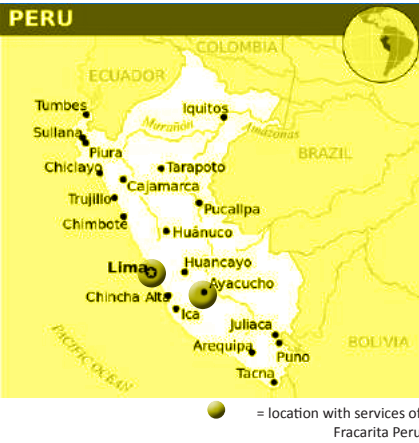 PERU
COLOMBIA
ECUADOR
Tumbes
Iquitos
Marañón
Amazonas
Sullana
Piura
BRAZIL
Chiclayo
Tarapoto
Cajamarca
Trujillo
Pucallpa
Chimbote
Huánuco
Lima
Huancayo
Ayacucho
Chincha Alta
Ica
Juliaca
PACIFIC OCEAN
Arequipa
Puno
BOLIVIA
Tacna
= location with services of
Fracarita Peru